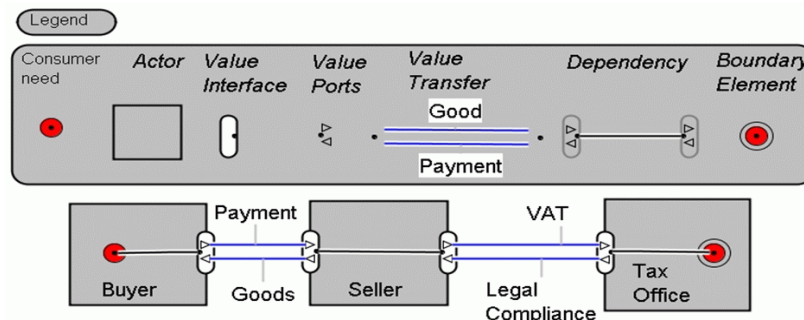 Legend
Consumer need
Actor
Value Interface
Value Ports
Value Transfer
Dependency
Boundary Element
Good
Payment
Payment
Goods
Buyer
Seller
VAT
Legal Compliance
Tax Office